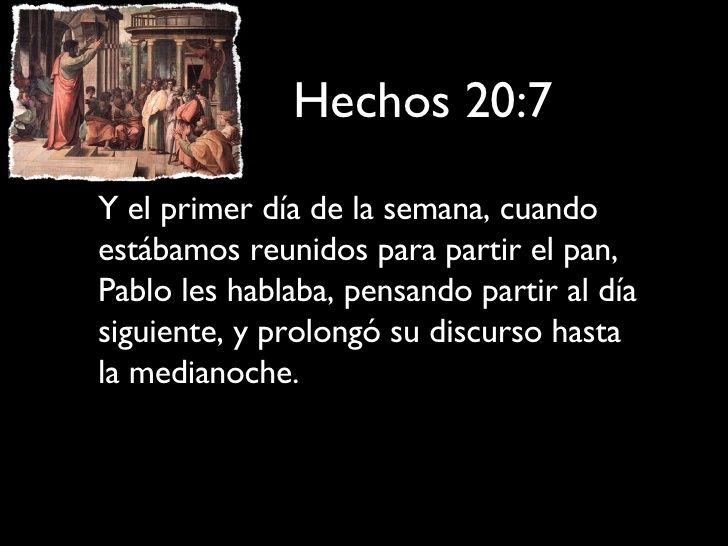 Hechos 20:7
Y el primer día de la semana, cuando
estábamos reunidos para partir el pan,
Pablo les hablaba, pensando partir al día
siguiente, y prolongó su discurso hasta
la medianoche.